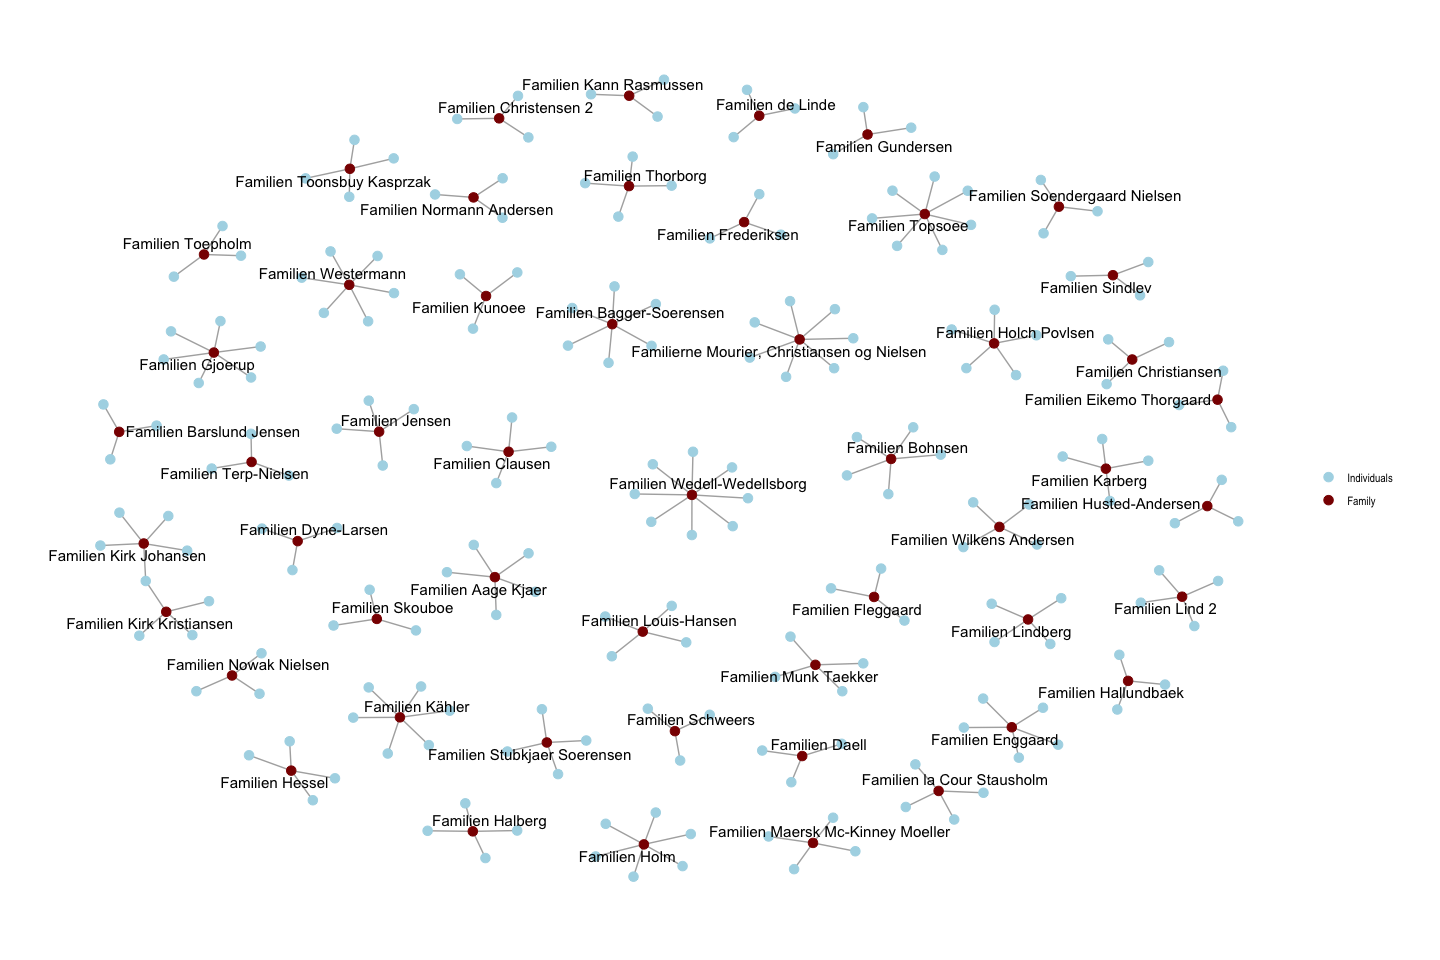 Familien Kann Rasmussen
Familien Christensen 2
Familien de Linde
Familien Gundersen
Familien Thorborg
Familien Toonsbuy Kasprzak
Familien Normann Andersen
Familien Soendergaard Nielsen
Familien Topsoee
Familien Frederiksen
Familien Toepholm
Familien Westermann
Familien Sindlev
Familien Kunoee
Familien Bagger-Soerensen
Familien Holch Povlsen
Familierne Mourier, Christiansen og Nielsen
Familien Gjoerup
Familien Christiansen
Familien Eikemo Thorgaard
Familien Jensen
Familien Barslund Jensen
Familien Bohnsen
Familien Clausen
Familien Terp-Nielsen
Familien Karberg
Individuals
Familien Wedell-Wedellsborg
Family
Familien Husted-Andersen
Familien Dyne-Larsen
Familien Wilkens Andersen
Familien Kirk Johansen
Familien Aage Kjaer
Familien Skouboe
Familien Fleggaard
Familien Lind 2
Familien Louis-Hansen
Familien Kirk Kristiansen
Familien Lindberg
Familien Nowak Nielsen
Familien Munk Taekker
Familien Hallundbaek
Familien Kähler
Familien Schweers
Familien Enggaard
Familien Daell
Familien Stubkjaer Soerensen
Familien la Cour Stausholm
Familien Hessel
Familien Halberg
Familien Maersk Mc-Kinney Moeller
Familien Holm